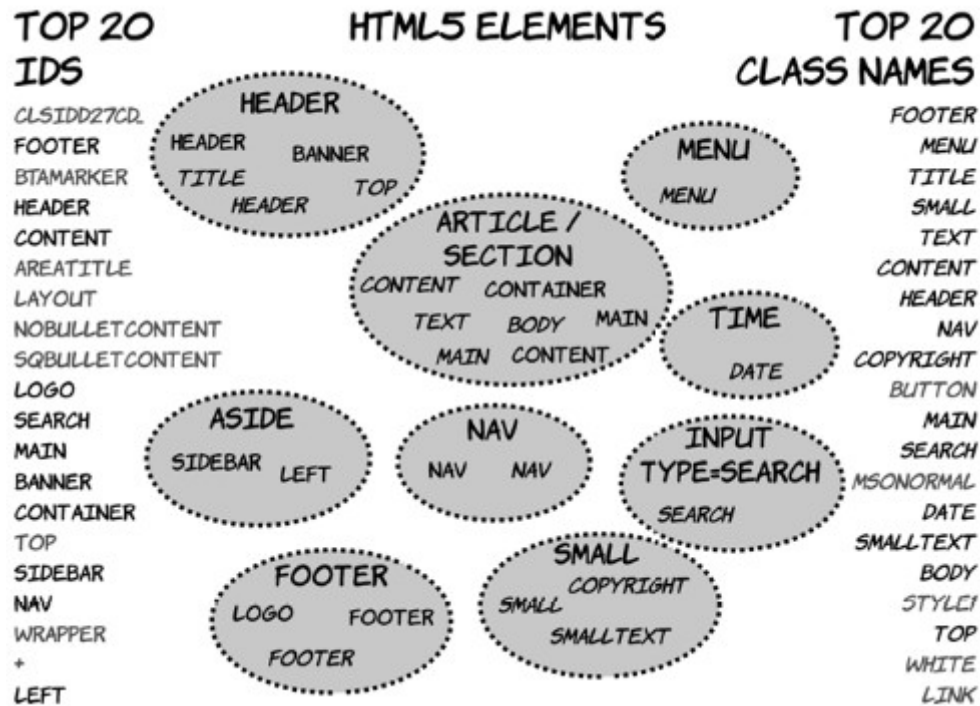 TOP 20
IDS
CLSIDD27CD_
FOOTER
BTAMARKER
HEADER
CONTENT
AREATITLE
LAYOUT
NOBULLETCONTENT
SQBULLETCONTENT
LOGO
SEARCH
MAIN
BANNER
CONTAINER
TOP
SIDEBAR
NAV
WRAPPER
+
LEFT
HTML5 ELEMENTS
HEADER
HEADER
BANNER
TITLE
TOP
HEADER
MENU
MENU
ARTICLE /
SECTION
CONTENT
CONTAINER
TEXT
BODY
MAIN
MAIN
CONTENT
TIME
DATE
ASIDE
SIDEBAR
LEFT
NAV
NAV
NAV
INPUT
TYPE=SEARCH
SEARCH
FOOTER
LOGO
FOOTER
FOOTER
SMALL
COPYRIGHT
SMALL
SMALLTEXT
TOP 20
CLASS NAMES
FOOTER
MENU
TITLE
SMALL
TEXT
CONTENT
HEADER
NAV
COPYRIGHT
BUTTON
MAIN
SEARCH
MSONORMAL
DATE
SMALLTEXT
BODY
STYLE1
TOP
WHITE
LINK